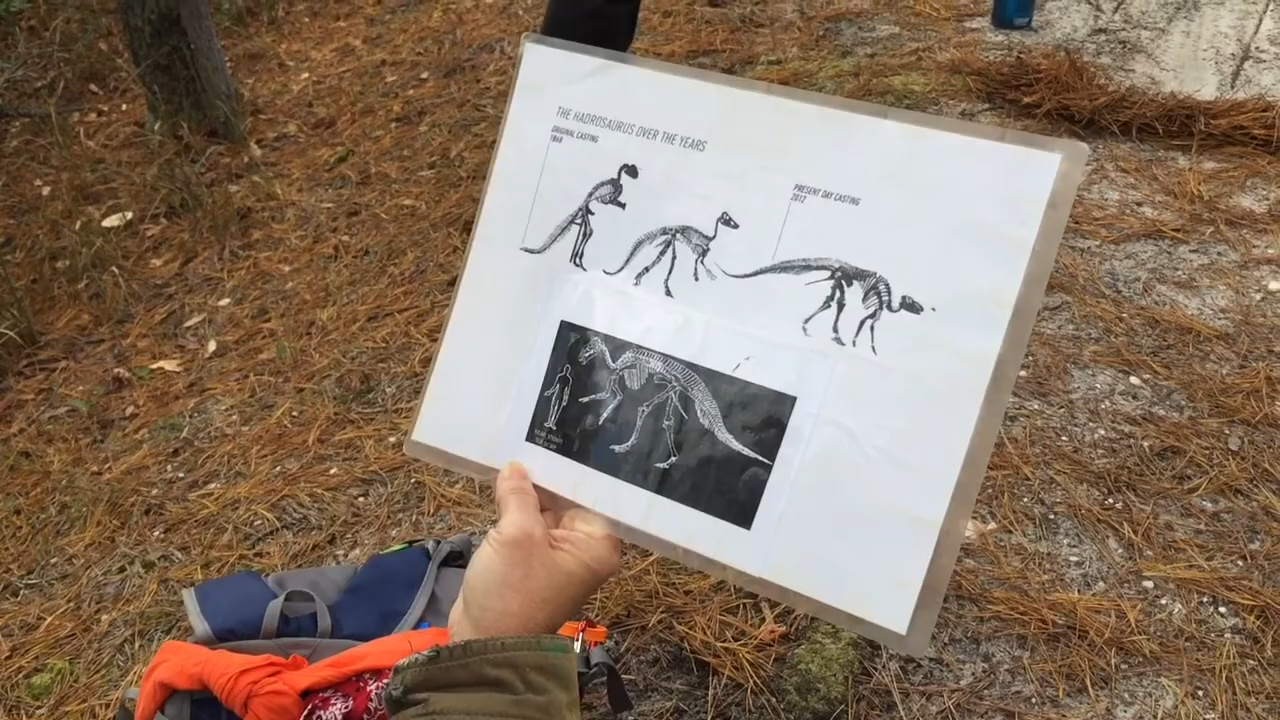 THE HADROSAURUS OVER THE YEARS
ORIGINAL CASTING
1868
PRESENT DAY CASTING
2012